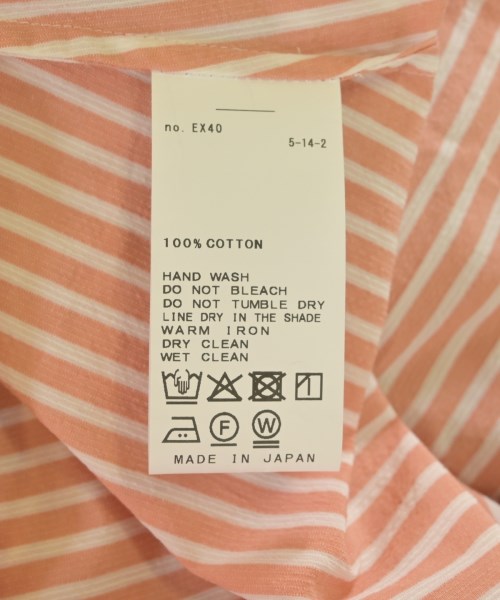 no. EX40
5-14-2
100% COTTON
HAND WASH
DO NOT BLEACH
DO NOT TUMBLE DRY
LINE DRY IN THE SHADE
WARM IRON
DRY CLEAN
WET CLEAN
F W
MADE IN JAPAN